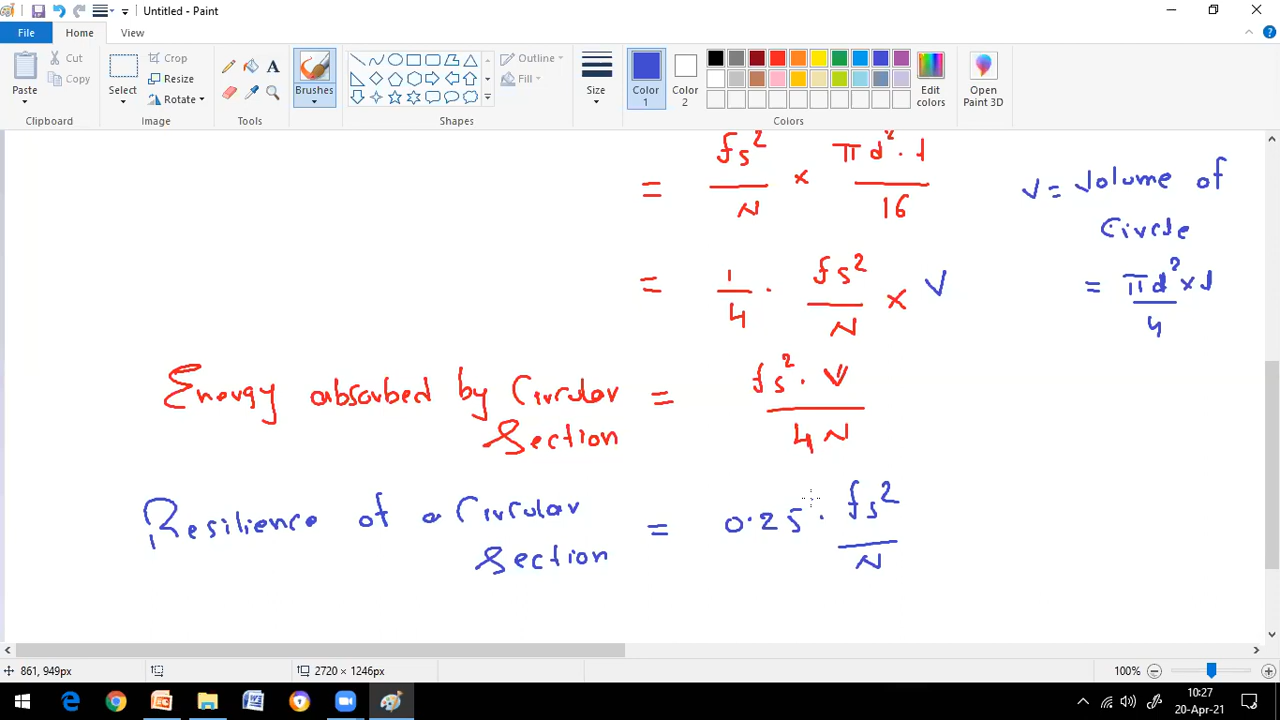 Untitled - Paint
File Home View
Paste
Cut
Copy
Clipboard
Select
Crop
Resize
Rotate
Image
A
Tools
Brushes
Outline
Fill
Shapes
Size
Color 1
Color 2
Colors
Edit colors
Open Paint 3D
= fs² / N × πd²·l / 16
= 1/4 · fs² / N × V
V = Volume of
Circle
= πd² / 4 × l
Energy absorbed by Circular
Section
= fs² · V / 4N
Resilience of a Circular
Section
= 0.25 · fs² / N
861, 949px
2720 × 1246px
100%
10:27
20-Apr-21